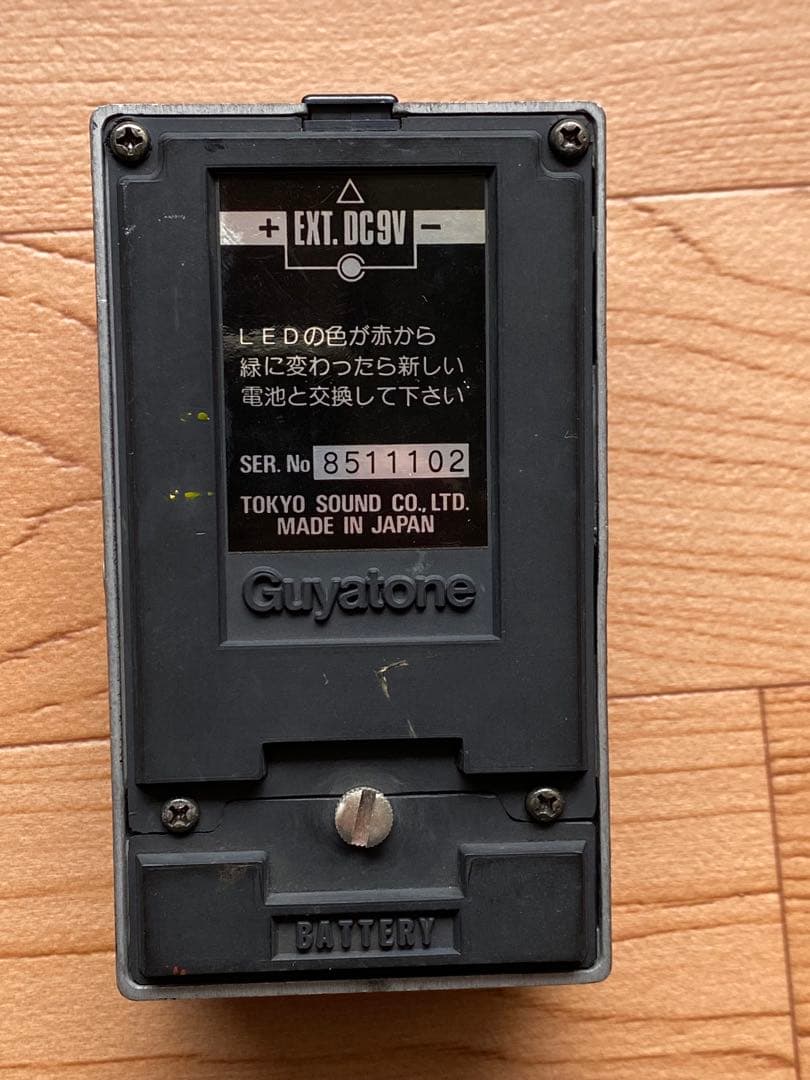 + EXT. DC9V −
LEDの色が赤から
緑に変わったら新しい
電池と交換して下さい
SER. No 8511102
TOKYO SOUND CO., LTD.
MADE IN JAPAN
Guyatone
BATTERY